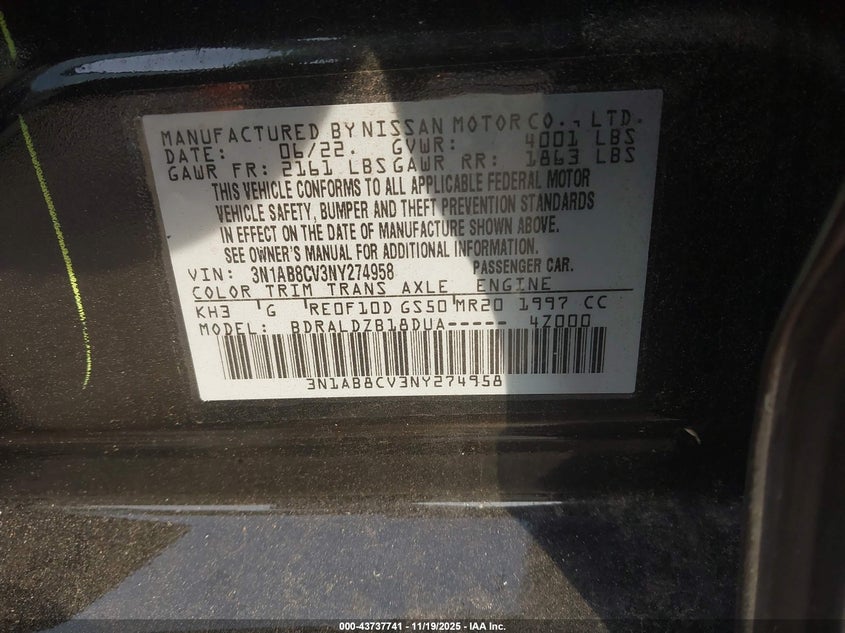 MANUFACTURED BY NISSAN MOTOR CO., LTD.
DATE: 06/22. GVWR: 4001 LBS
GAWR FR: 2161 LBS GAWR RR: 1863 LBS
THIS VEHICLE CONFORMS TO ALL APPLICABLE FEDERAL MOTOR
VEHICLE SAFETY, BUMPER AND THEFT PREVENTION STANDARDS
IN EFFECT ON THE DATE OF MANUFACTURE SHOWN ABOVE.
SEE OWNER'S MANUAL FOR ADDITIONAL INFORMATION.
VIN: 3N1AB8CV3NY274958 PASSENGER CAR.
COLOR TRIM TRANS AXLE ENGINE
KH3 G RE0F10D GS50 MR20 1997 CC
MODEL: BDRALDZB18DUA----- 4Z000
3N1AB8CV3NY274958
000-43737741 - 11/19/2025 - IAA Inc.